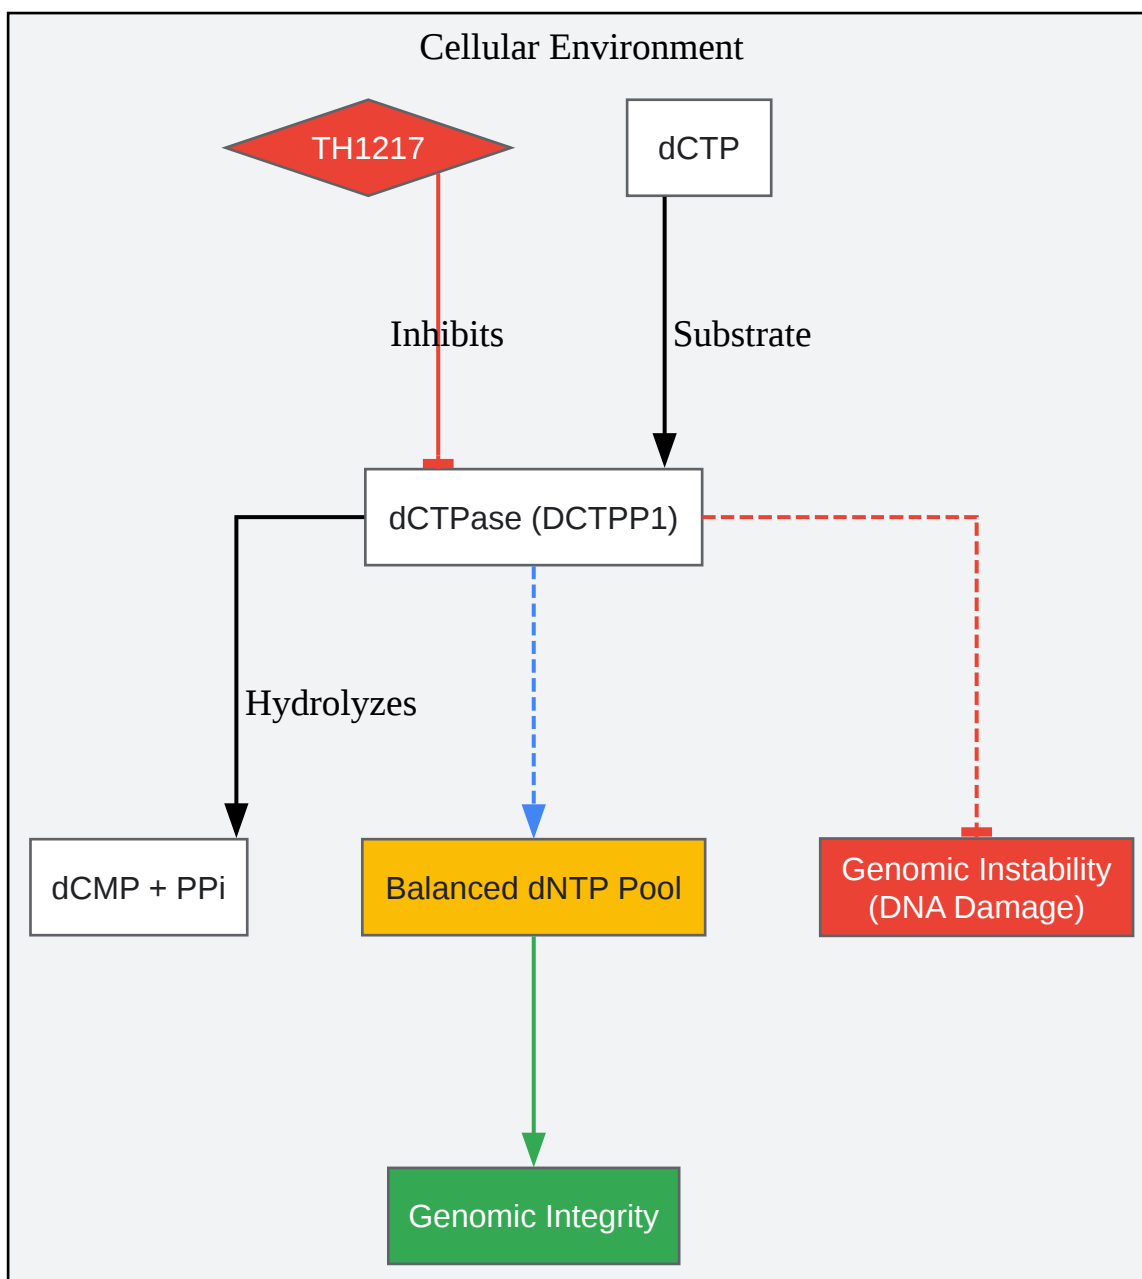 Cellular Environment
TH1217
dCTP
Inhibits
Substrate
dCTPase (DCTPP1)
Hydrolyzes
dCMP + PPi
Balanced dNTP Pool
Genomic Instability
(DNA Damage)
Genomic Integrity